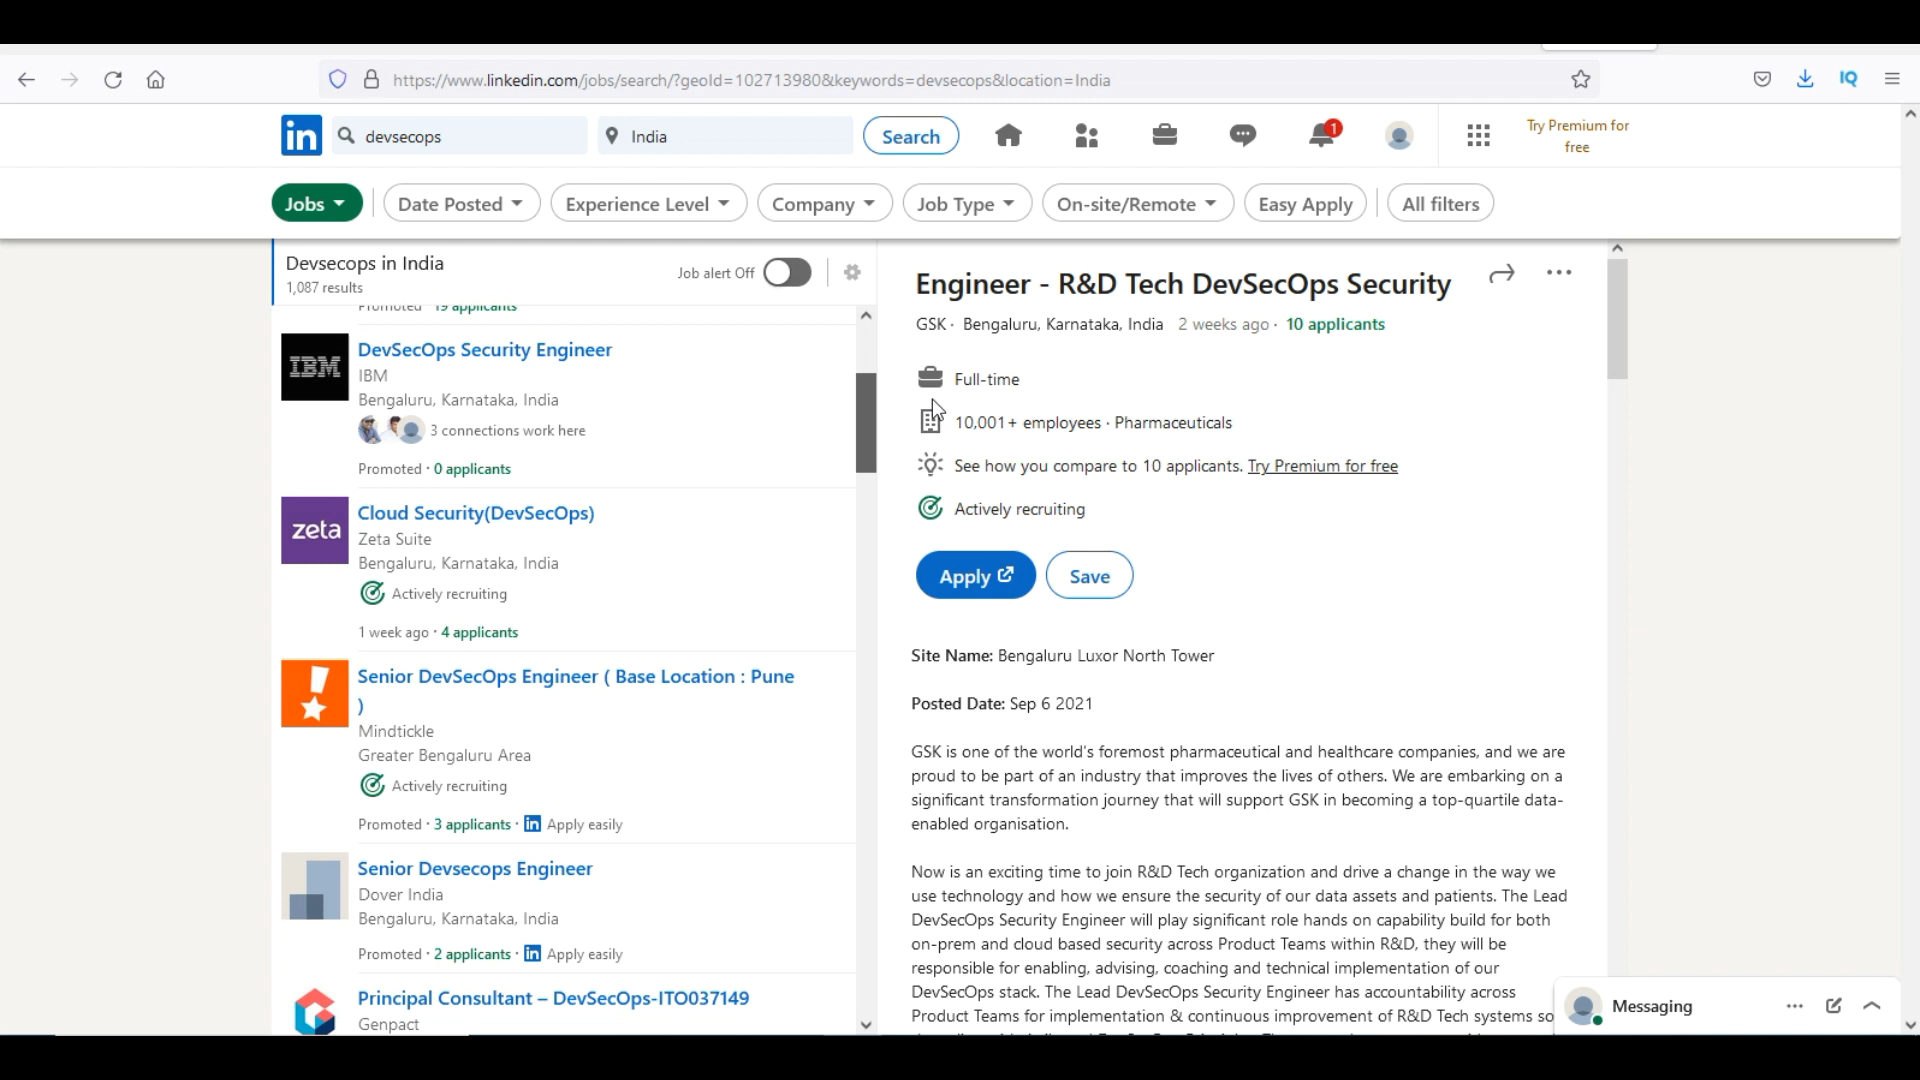 https://www.linkedin.com/jobs/search/?geoId=102713980&keywords=devsecops&location=India
IQ
in
devsecops
India
Search
1
Try Premium for
free
Jobs
Date Posted
Experience Level
Company
Job Type
On-site/Remote
Easy Apply
All filters
Devsecops in India
1,087 results
Job alert Off
Promoted · 19 applicants
IBM
DevSecOps Security Engineer
IBM
Bengaluru, Karnataka, India
3 connections work here
Promoted · 0 applicants
zeta
Cloud Security(DevSecOps)
Zeta Suite
Bengaluru, Karnataka, India
Actively recruiting
1 week ago · 4 applicants
Senior DevSecOps Engineer ( Base Location : Pune
)
Mindtickle
Greater Bengaluru Area
Actively recruiting
Promoted · 3 applicants · in Apply easily
Senior Devsecops Engineer
Dover India
Bengaluru, Karnataka, India
Promoted · 2 applicants · in Apply easily
Principal Consultant – DevSecOps-ITO037149
Genpact
Engineer - R&D Tech DevSecOps Security
GSK · Bengaluru, Karnataka, India 2 weeks ago · 10 applicants
Full-time
10,001+ employees · Pharmaceuticals
See how you compare to 10 applicants. Try Premium for free
Actively recruiting
Apply
Save
Site Name: Bengaluru Luxor North Tower
Posted Date: Sep 6 2021
GSK is one of the world's foremost pharmaceutical and healthcare companies, and we are
proud to be part of an industry that improves the lives of others. We are embarking on a
significant transformation journey that will support GSK in becoming a top-quartile data-
enabled organisation.
Now is an exciting time to join R&D Tech organization and drive a change in the way we
use technology and how we ensure the security of our data assets and patients. The Lead
DevSecOps Security Engineer will play significant role hands on capability build for both
on-prem and cloud based security across Product Teams within R&D, they will be
responsible for enabling, advising, coaching and technical implementation of our
DevSecOps stack. The Lead DevSecOps Security Engineer has accountability across
Product Teams for implementation & continuous improvement of R&D Tech systems so
Messaging